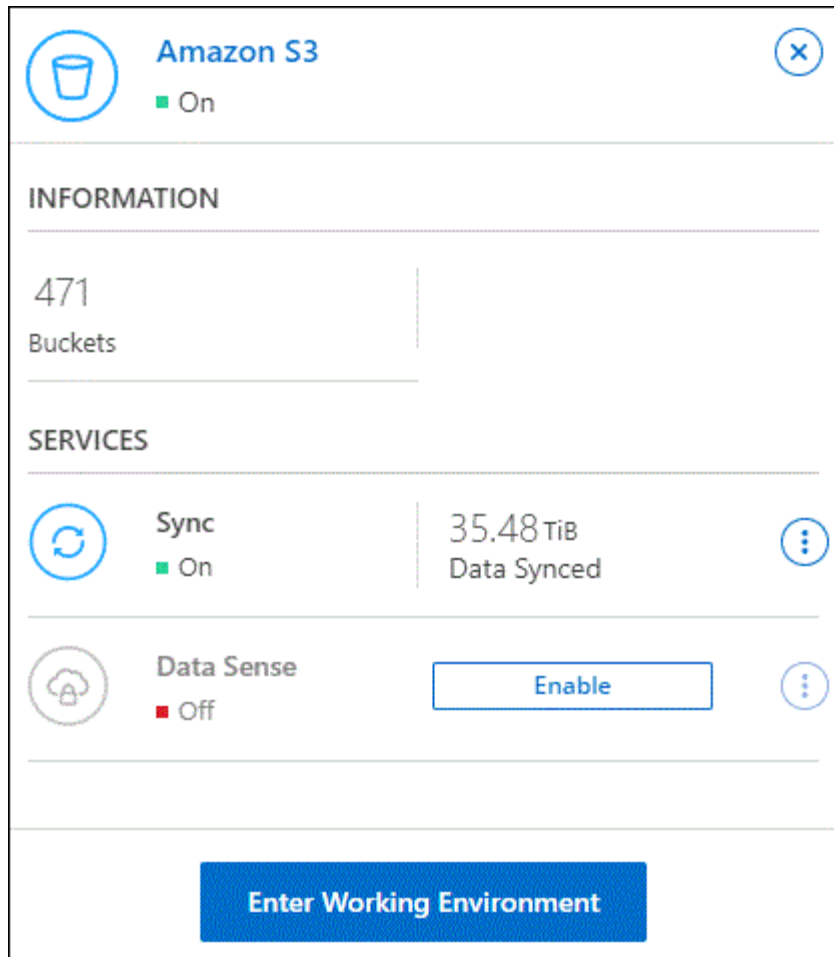 Amazon S3
On
INFORMATION
471
Buckets
SERVICES
Sync
On
35.48 TiB
Data Synced
Data Sense
Off
Enable
Enter Working Environment